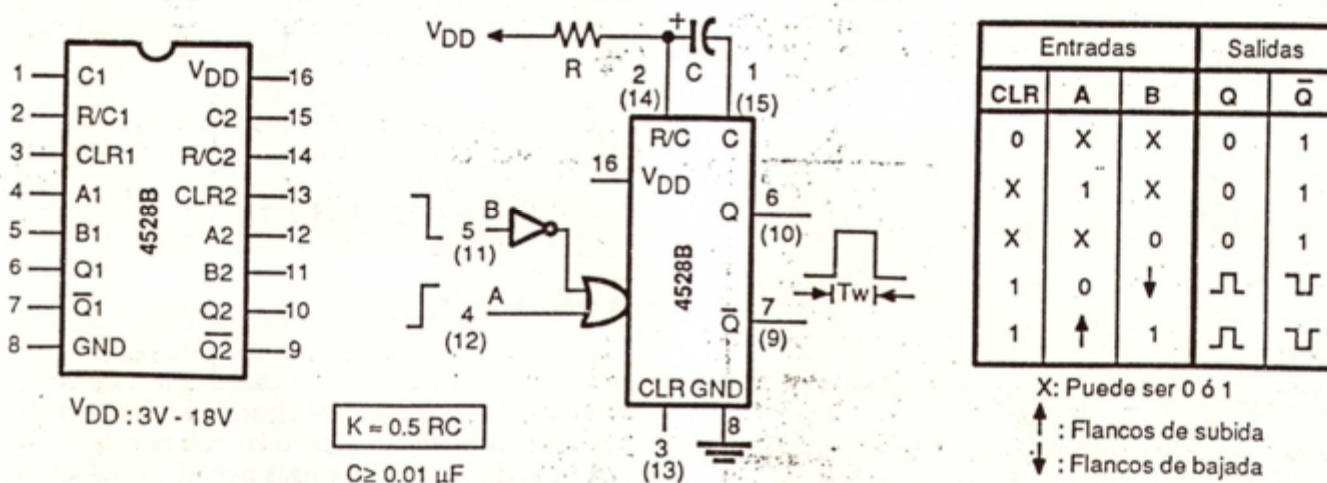 1 C1 V_DD 16
2 R/C1 C2 15
3 CLR1 R/C2 14
4 A1 CLR2 13
5 B1 A2 12
6 Q1 B2 11
7 Q̅1 Q2 10
8 GND Q̅2̅ 9
4528B
V_DD : 3V - 18V
V_DD R + C
2 (14) 1 (15)
R/C C
16 V_DD
Q 6 (10)
B 5 (11)
A 4 (12)
4528B
Tw
Q̅ 7 (9)
CLR GND
3 (13) 8
K ≈ 0.5 RC
C≥ 0.01 µF
Entradas Salidas
CLR A B Q Q̅
0 X X 0 1
X 1 X 0 1
X X 0 0 1
1 0 ↓
1 ↑ 1
X: Puede ser 0 ó 1
↑ : Flancos de subida
↓ : Flancos de bajada